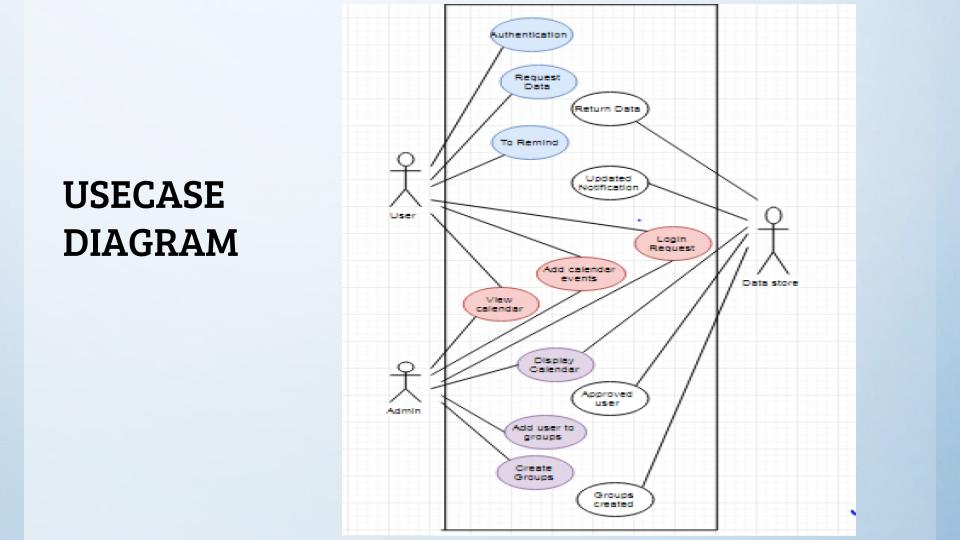 USECASE
DIAGRAM
Authentication
Request
Data
Return Data
To Remind
Updated
Notification
User
Login
Request
Add calendar
events
Data store
View
calendar
Display
Calendar
Approved
user
Admin
Add user to
groups
Create
Groups
Groups
created